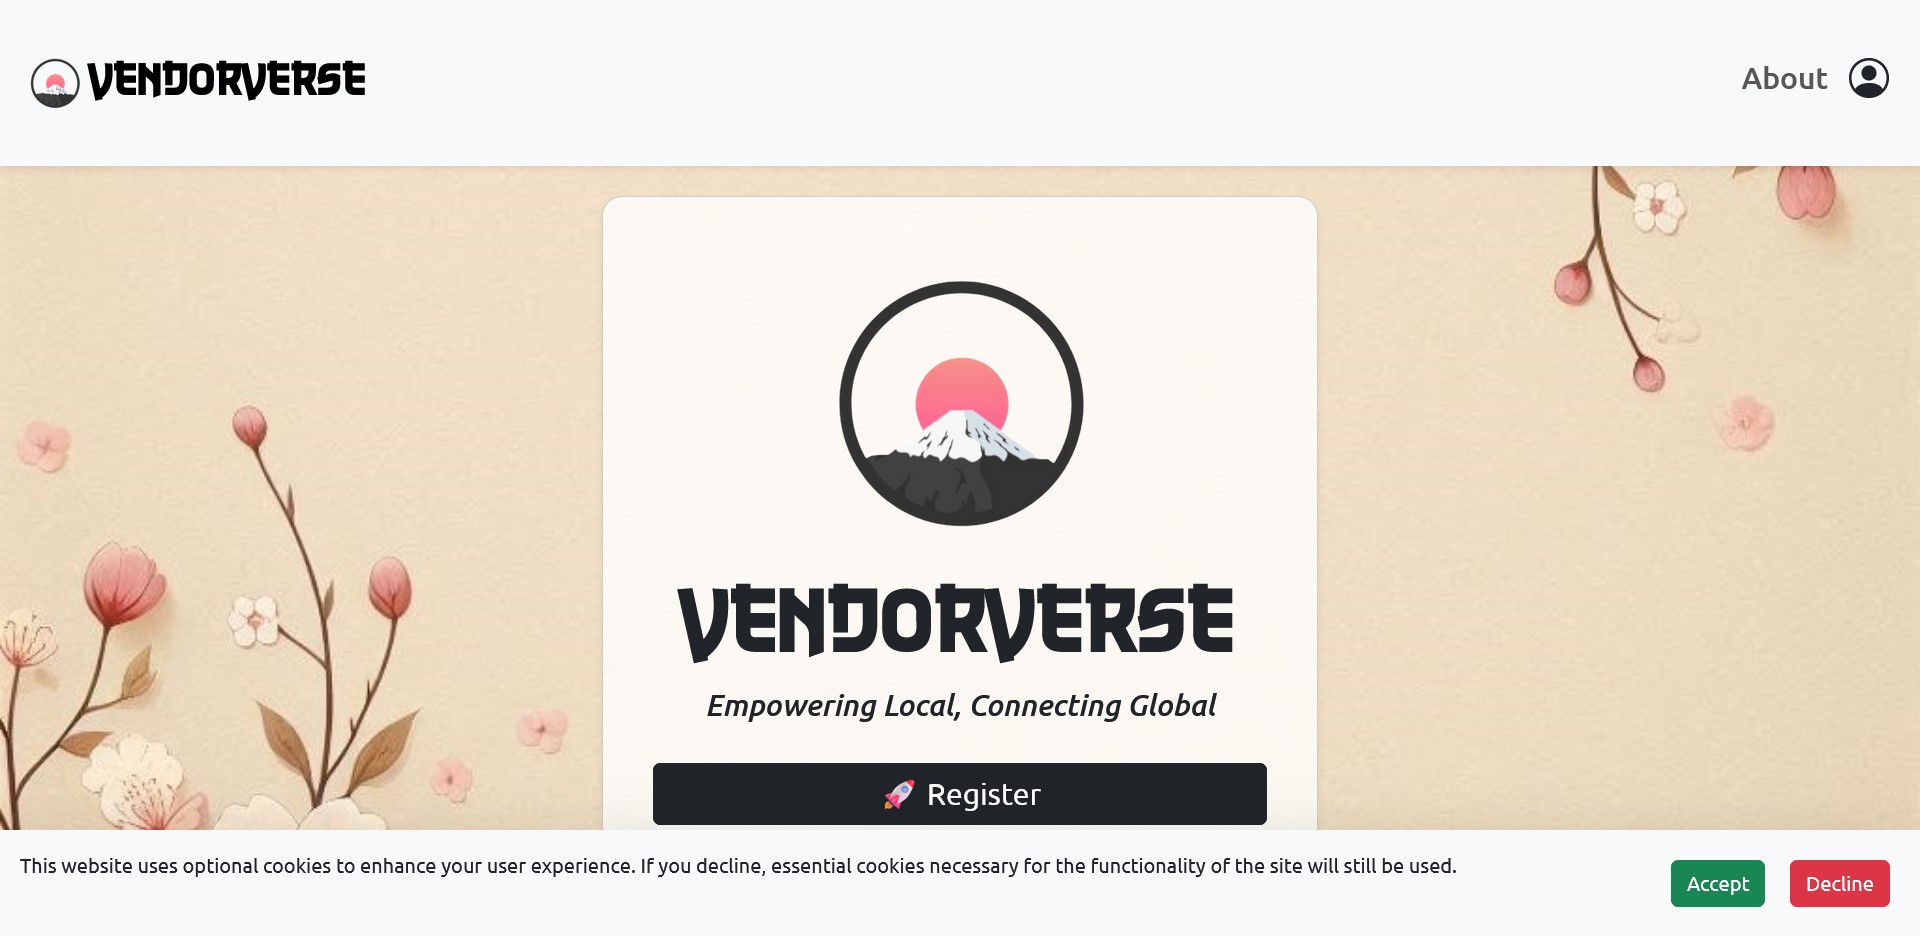 VENDORVERSE
About
VENDORVERSE
Empowering Local, Connecting Global
🚀 Register
This website uses optional cookies to enhance your user experience. If you decline, essential cookies necessary for the functionality of the site will still be used.
Accept
Decline